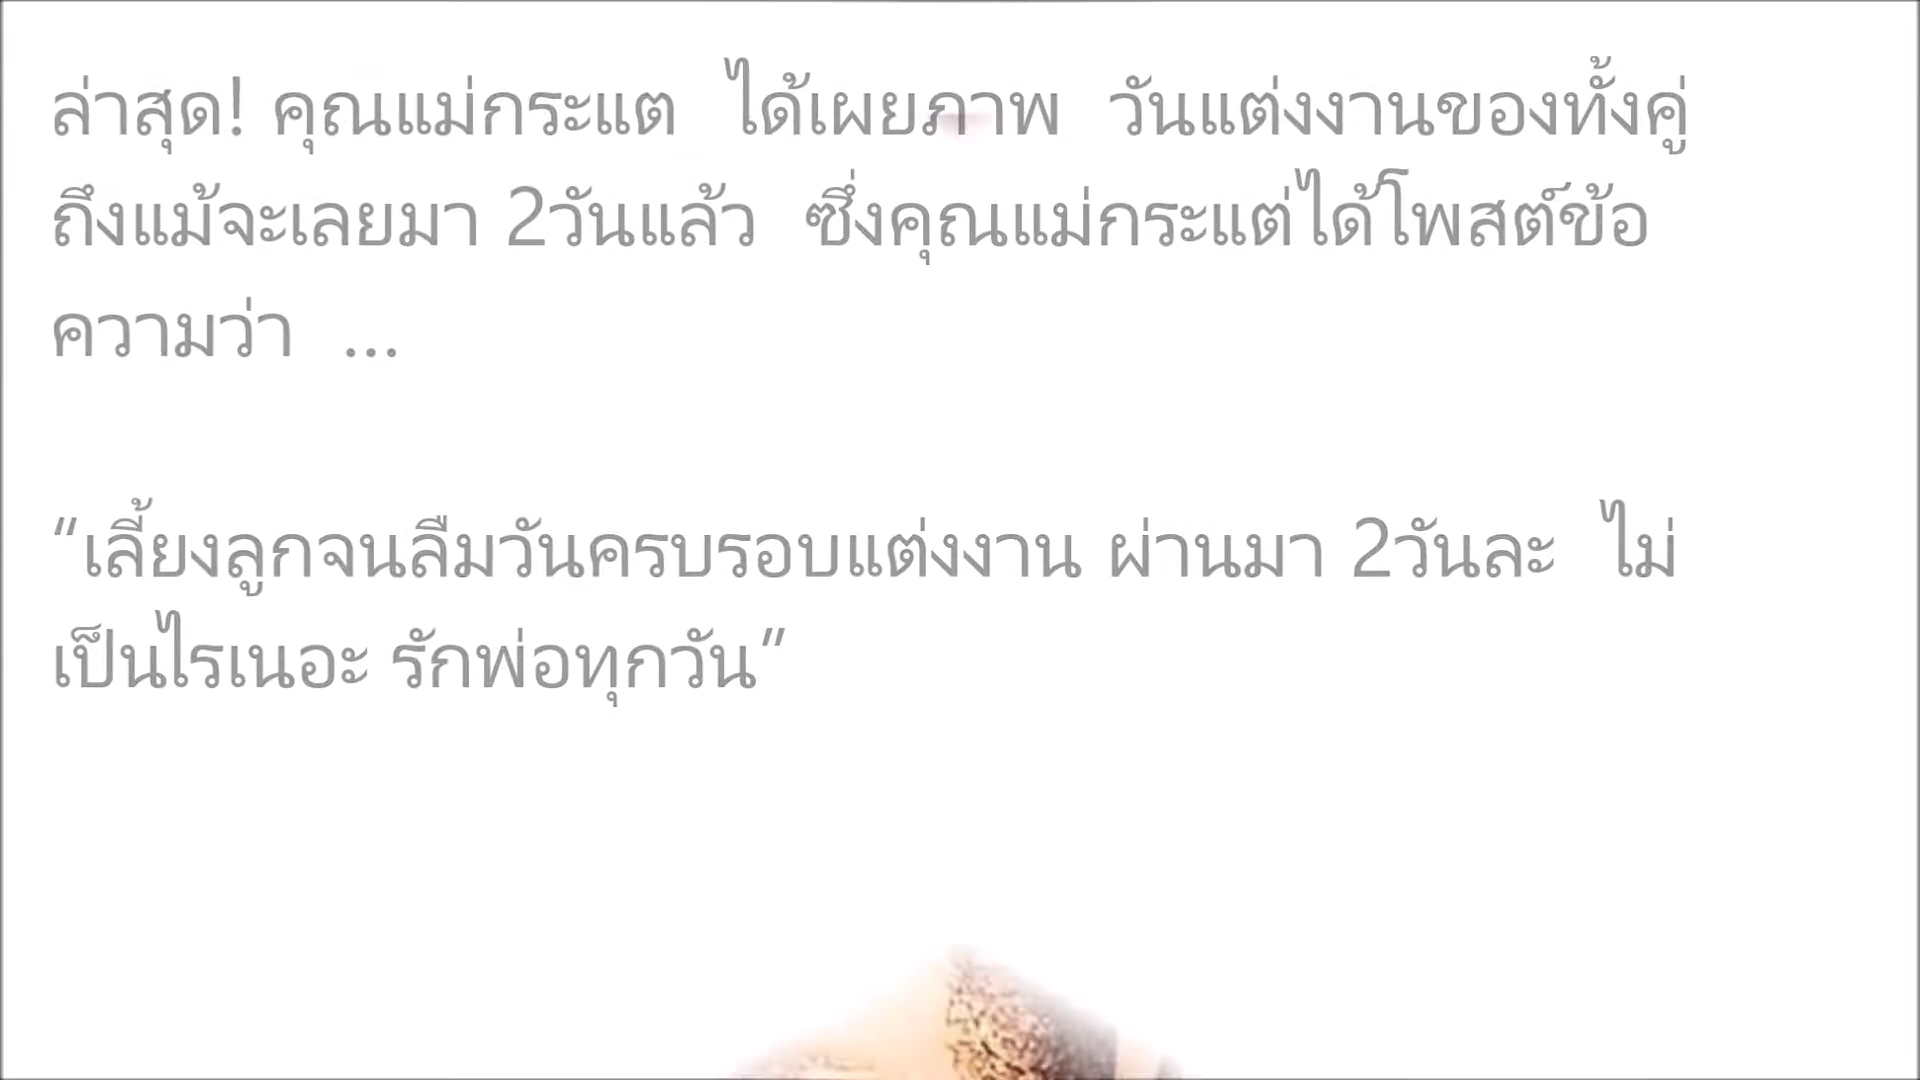 ล่าสุด! คุณแม่กระแต  ได้เผยภาพ  วันแต่งงานของทั้งคู่
ถึงแม้จะเลยมา 2วันแล้ว  ซึ่งคุณแม่กระแต่ได้โพสต์ข้อ
ความว่า  ...
“เลี้ยงลูกจนลืมวันครบรอบแต่งงาน ผ่านมา 2วันละ  ไม่
เป็นไรเนอะ รักพ่อทุกวัน”